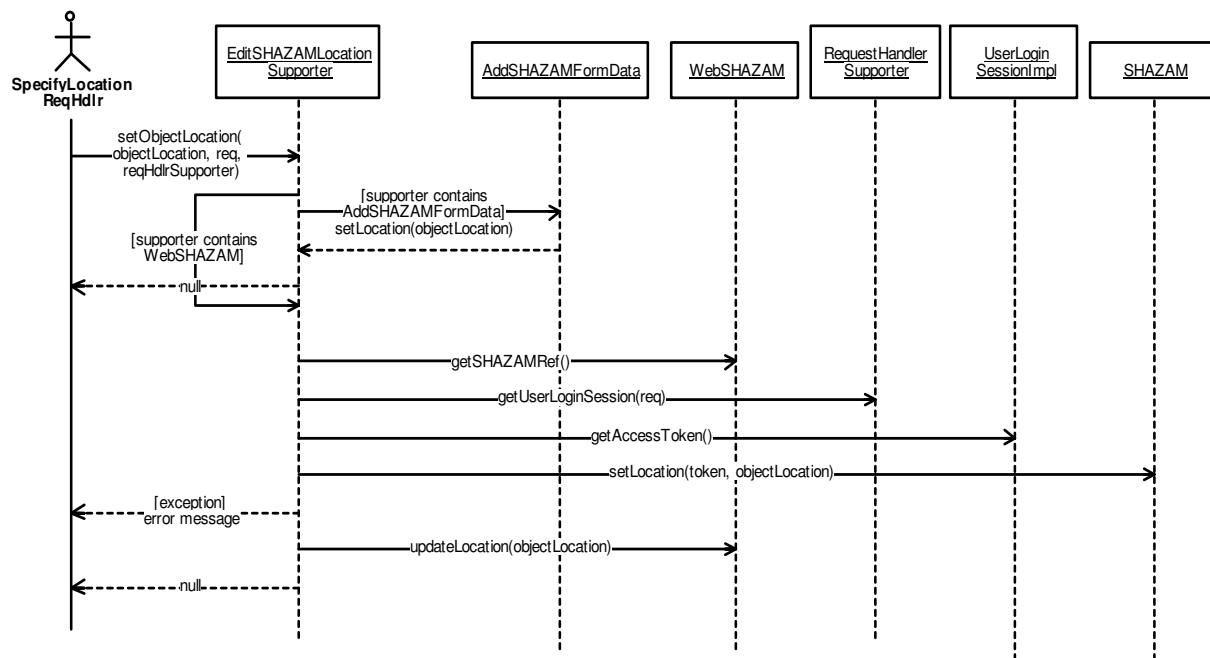 SpecifyLocation
ReqHdlr
EditSHAZAMLocation
Supporter
AddSHAZAMFormData
WebSHAZAM
RequestHandler
Supporter
UserLogin
SessionImpl
SHAZAM
setObjectLocation(
objectLocation, req,
reqHdlrSupporter)
[supporter contains
AddSHAZAMFormData]
setLocation(objectLocation)
[supporter contains
WebSHAZAM]
null
getSHAZAMRef()
getUserLoginSession(req)
getAccessToken()
setLocation(token, objectLocation)
[exception]
error message
updateLocation(objectLocation)
null